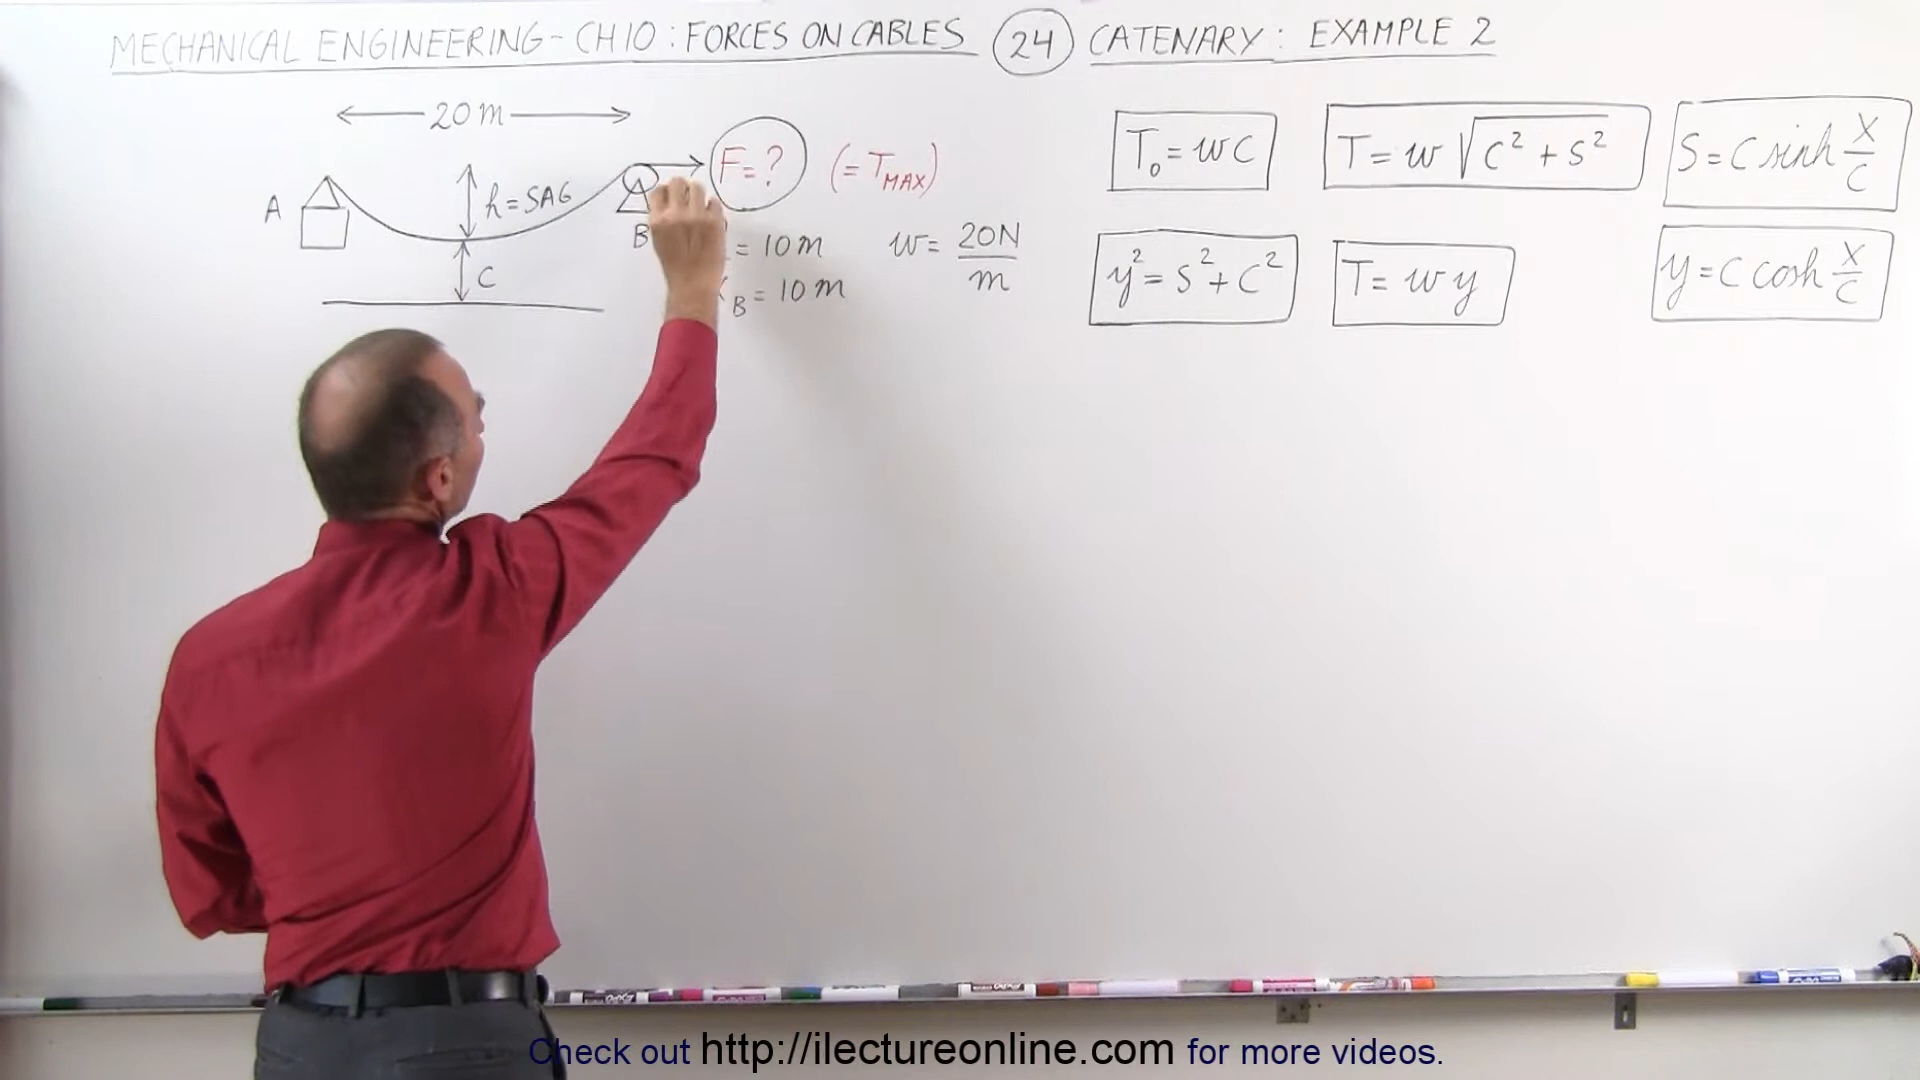 MECHANICAL ENGINEERING - CH 10 : FORCES ON CABLES 24 CATENARY : EXAMPLE 2
20 m
A
h = SAG
B
C
F = ? (= T_MAX)
= 10 m
B = 10 m
w = 20N/m
T₀ = wc
T = w √(c² + s²)
s = c sinh x/c
y² = s² + c²
T = w y
y = c cosh x/c
Check out http://ilectureonline.com for more videos.